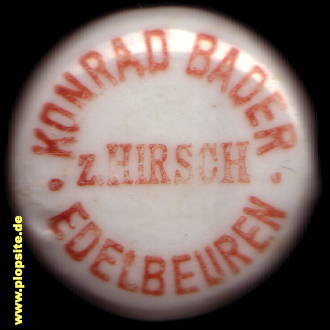 KONRAD BADER
z. HIRSCH
• EDELBEUREN •
www.plopsite.de